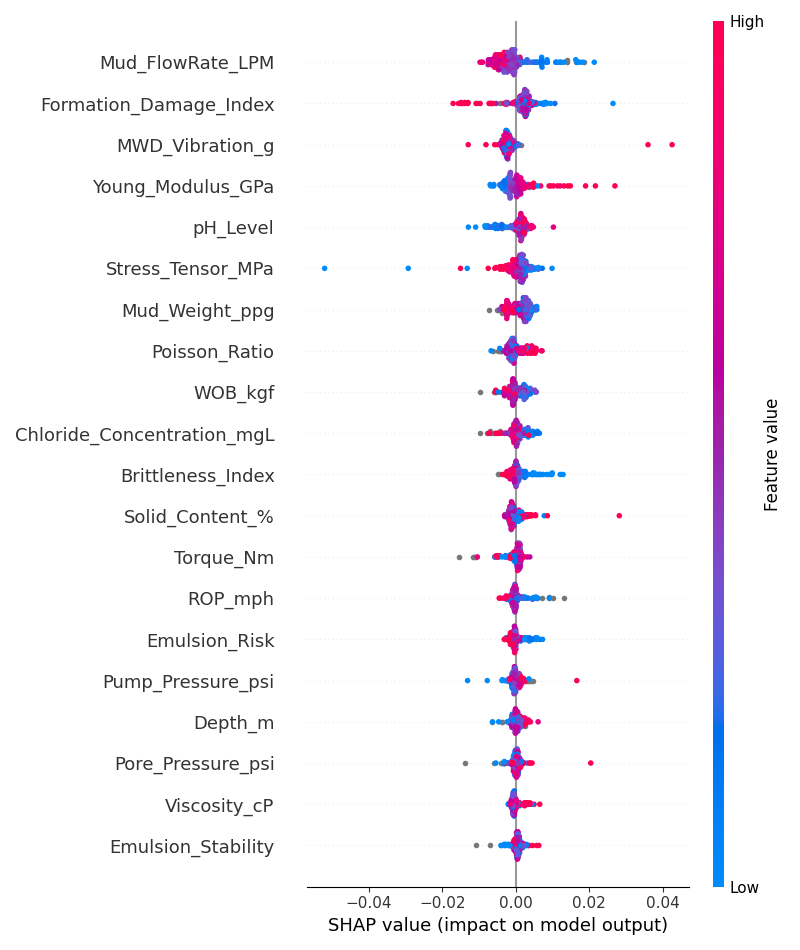 High
Mud_FlowRate_LPM
Formation_Damage_Index
MWD_Vibration_g
Young_Modulus_GPa
pH_Level
Stress_Tensor_MPa
Mud_Weight_ppg
Poisson_Ratio
WOB_kgf
Chloride_Concentration_mgL
Brittleness_Index
Solid_Content_%
Torque_Nm
ROP_mph
Emulsion_Risk
Pump_Pressure_psi
Depth_m
Pore_Pressure_psi
Viscosity_cP
Emulsion_Stability
Feature value
Low
−0.04 −0.02 0.00 0.02 0.04
SHAP value (impact on model output)